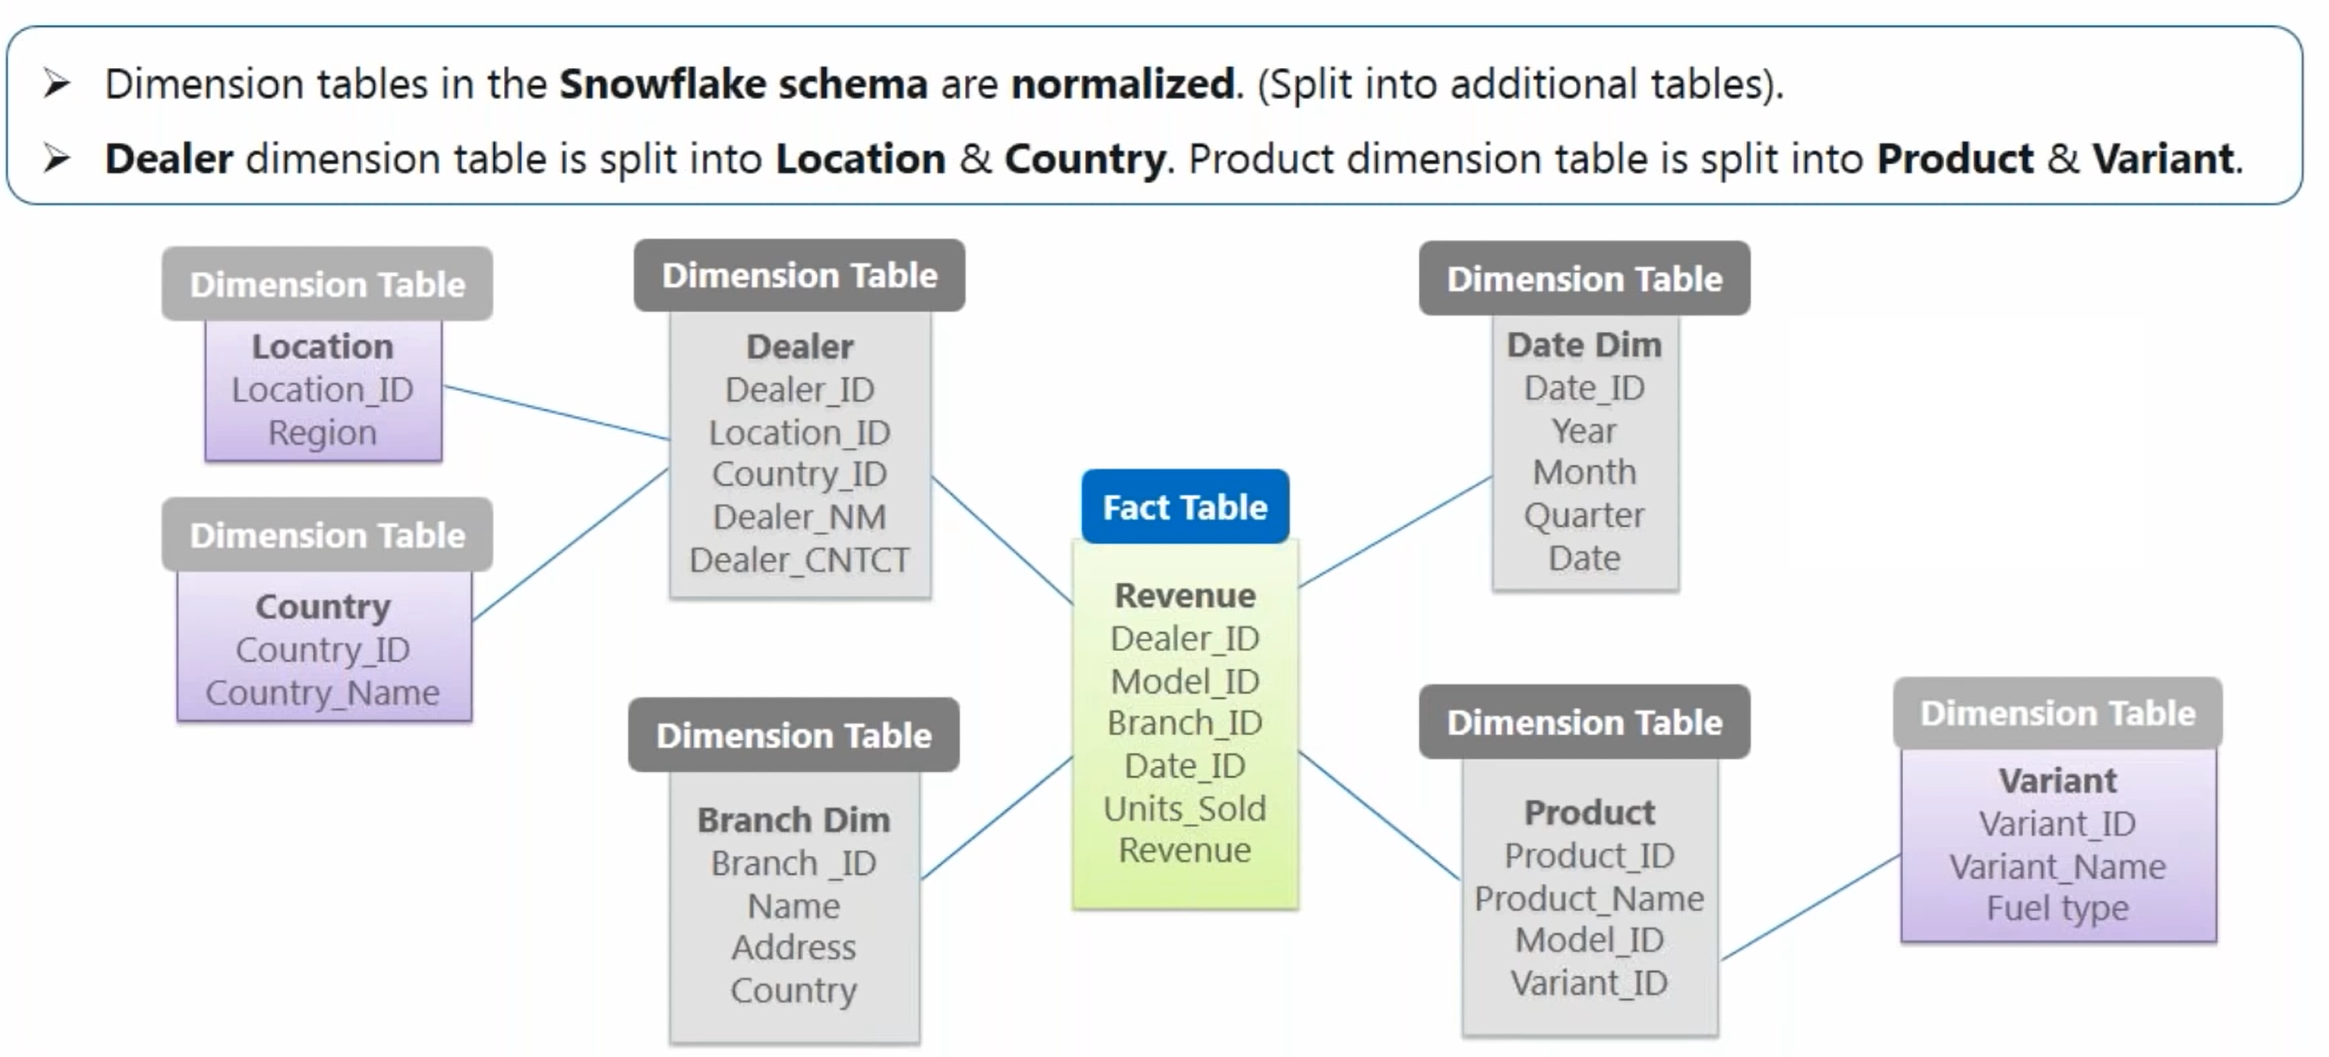 ➢ Dimension tables in the Snowflake schema are normalized. (Split into additional tables).
➢ Dealer dimension table is split into Location & Country. Product dimension table is split into Product & Variant.
Dimension Table
Location
Location_ID
Region
Dimension Table
Country
Country_ID
Country_Name
Dimension Table
Dealer
Dealer_ID
Location_ID
Country_ID
Dealer_NM
Dealer_CNTCT
Dimension Table
Branch Dim
Branch _ID
Name
Address
Country
Fact Table
Revenue
Dealer_ID
Model_ID
Branch_ID
Date_ID
Units_Sold
Revenue
Dimension Table
Date Dim
Date_ID
Year
Month
Quarter
Date
Dimension Table
Product
Product_ID
Product_Name
Model_ID
Variant_ID
Dimension Table
Variant
Variant_ID
Variant_Name
Fuel type